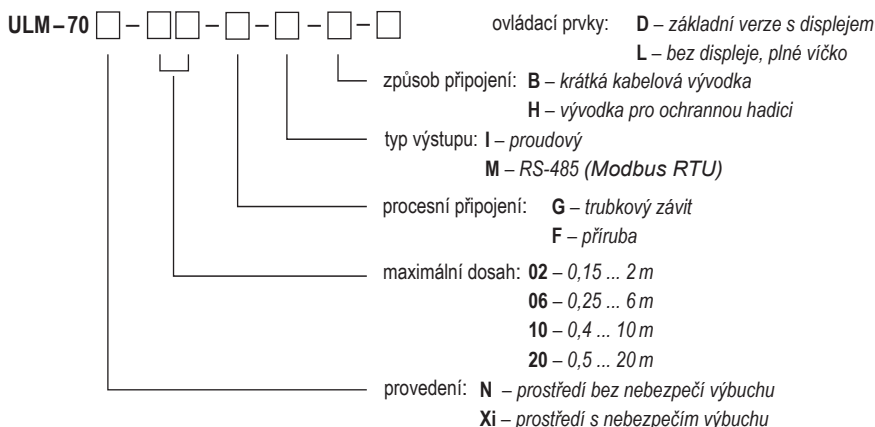 ULM – 70 – – – – – ovládací prvky: D – základní verze s displejem
L – bez displeje, plné víčko
způsob připojení: B – krátká kabelová vývodka
H – vývodka pro ochrannou hadici
typ výstupu: I – proudový
M – RS-485 (Modbus RTU)
procesní připojení: G – trubkový závit
F – příruba
maximální dosah: 02 – 0,15 ... 2 m
06 – 0,25 ... 6 m
10 – 0,4 ... 10 m
20 – 0,5 ... 20 m
provedení: N – prostředí bez nebezpečí výbuchu
Xi – prostředí s nebezpečím výbuchu